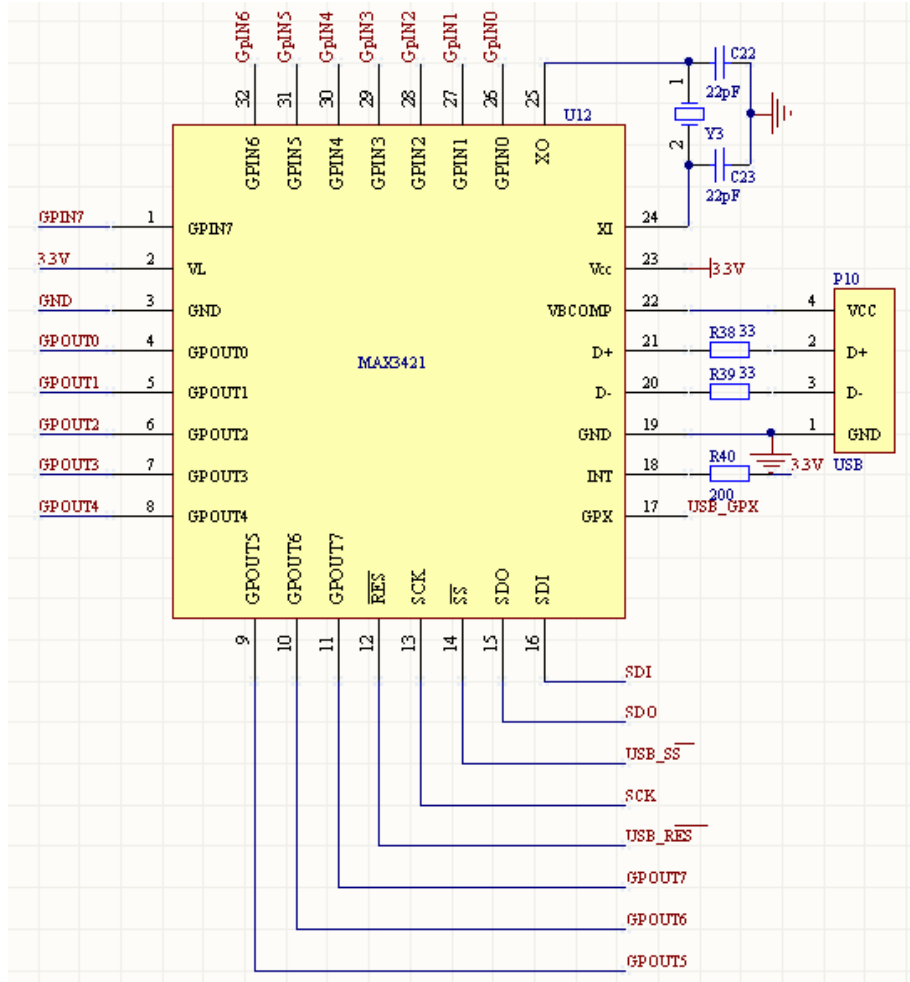 GpIN6 GpIN5 GpIN4 GpIN3 GpIN2 GpIN1 GpIN0
32 31 30 29 28 27 26 25
U12
GPIN6 GPIN5 GPIN4 GPIN3 GPIN2 GPIN1 GPIN0 XO
C22
22pF
1
Y3
2
C23
22pF
GPIN7 1 GPIN7
XI 24
3.3V 2 VL
Vcc 23 3.3V
P10
GND 3 GND
VBCOMP 22 4 VCC
GPOUT0 4 GPOUT0
D+ 21 R38 33 2 D+
MAX3421
GPOUT1 5 GPOUT1
D- 20 R39 33 3 D-
GPOUT2 6 GPOUT2
GND 19 1 GND
GPOUT3 7 GPOUT3
INT 18 R40 200 3.3V
USB
GPOUT4 8 GPOUT4
GPX 17 USB_GPX
GPOUT5 GPOUT6 GPOUT7 R̅E̅S̅ SCK S̅S̅ SDO SDI
9 10 11 12 13 14 15 16
SDI
SDO
USB_SS̅
SCK
USB_RE̅S̅
GPOUT7
GPOUT6
GPOUT5